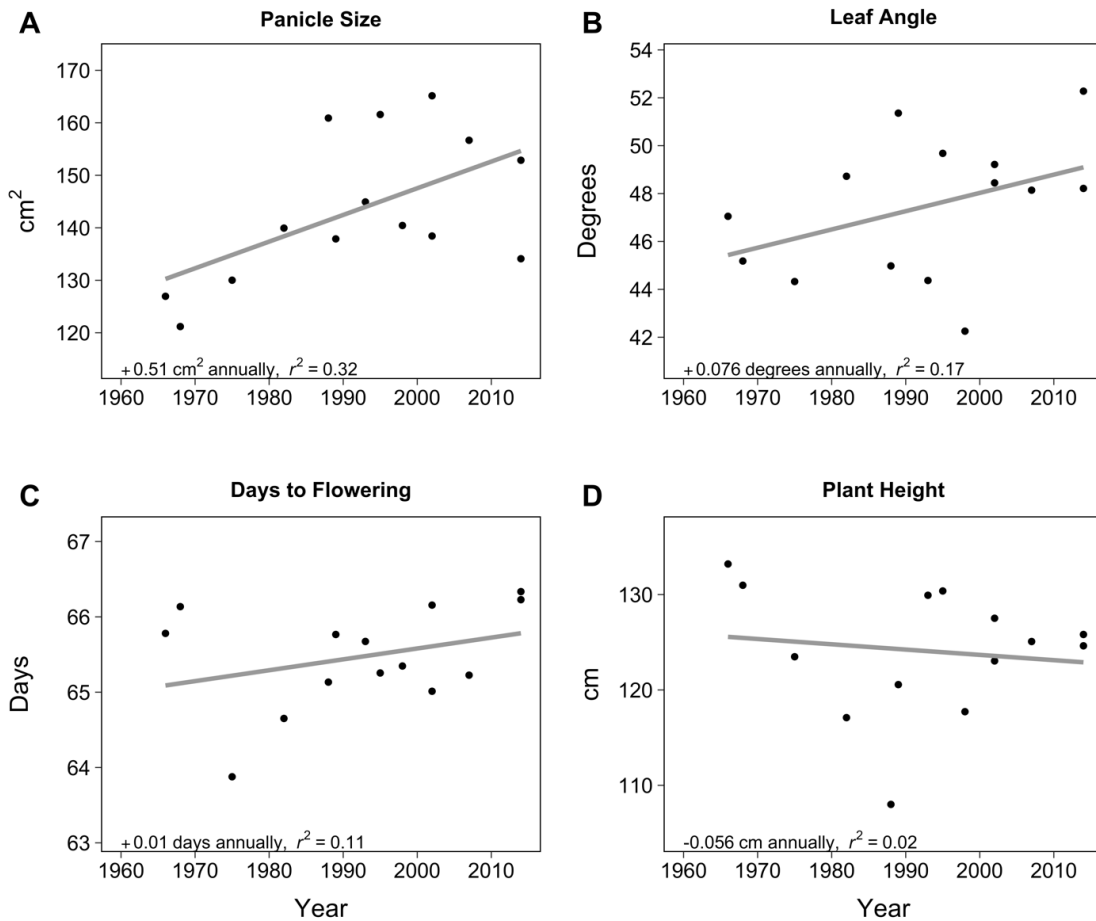 A
Panicle Size
170
160
150
140
130
120
cm²
+0.51 cm² annually, r² = 0.32
1960 1970 1980 1990 2000 2010
B
Leaf Angle
54
52
50
48
46
44
42
Degrees
+0.076 degrees annually, r² = 0.17
1960 1970 1980 1990 2000 2010
C
Days to Flowering
67
66
65
64
63
Days
+0.01 days annually, r² = 0.11
1960 1970 1980 1990 2000 2010
Year
D
Plant Height
130
120
110
cm
-0.056 cm annually, r² = 0.02
1960 1970 1980 1990 2000 2010
Year